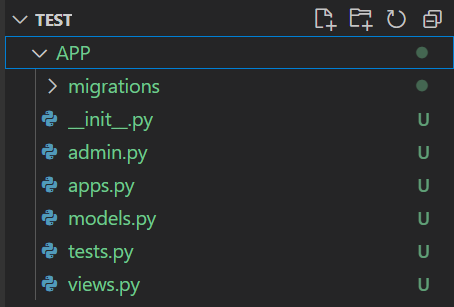 TEST
APP
migrations
__init__.py U
admin.py U
apps.py U
models.py U
tests.py U
views.py U